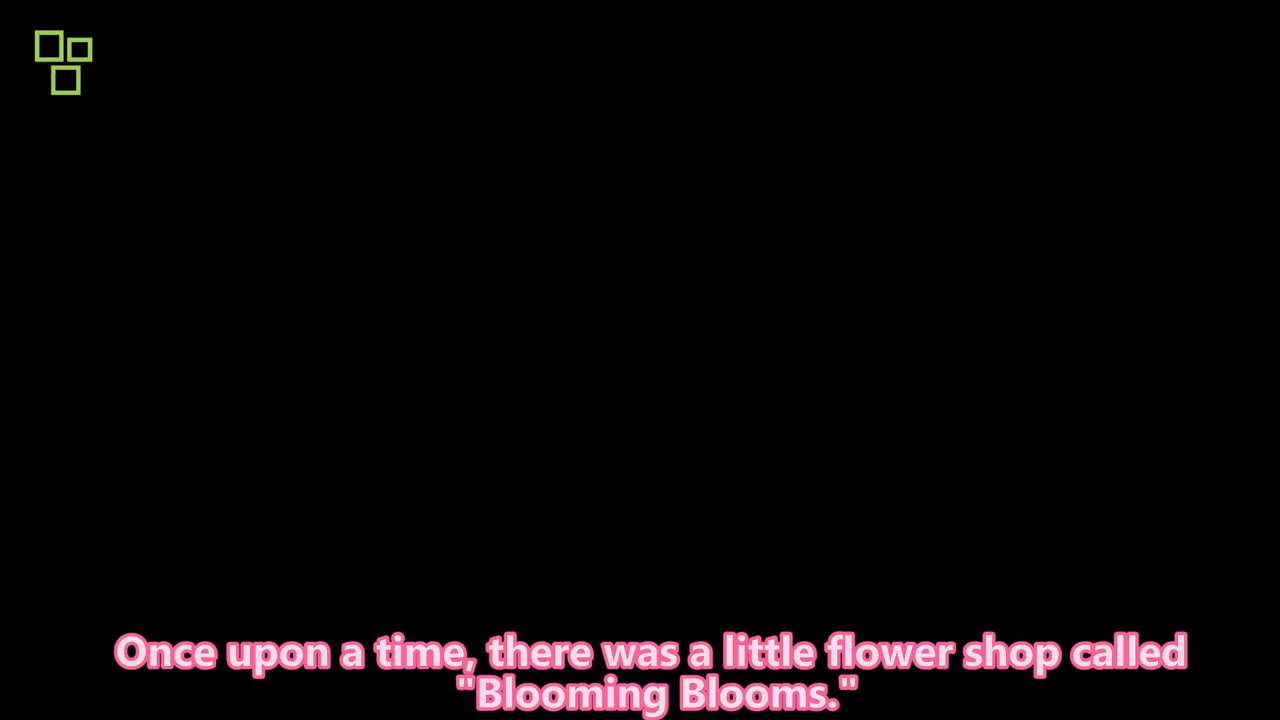 Once upon a time, there was a little flower shop called
"Blooming Blooms."